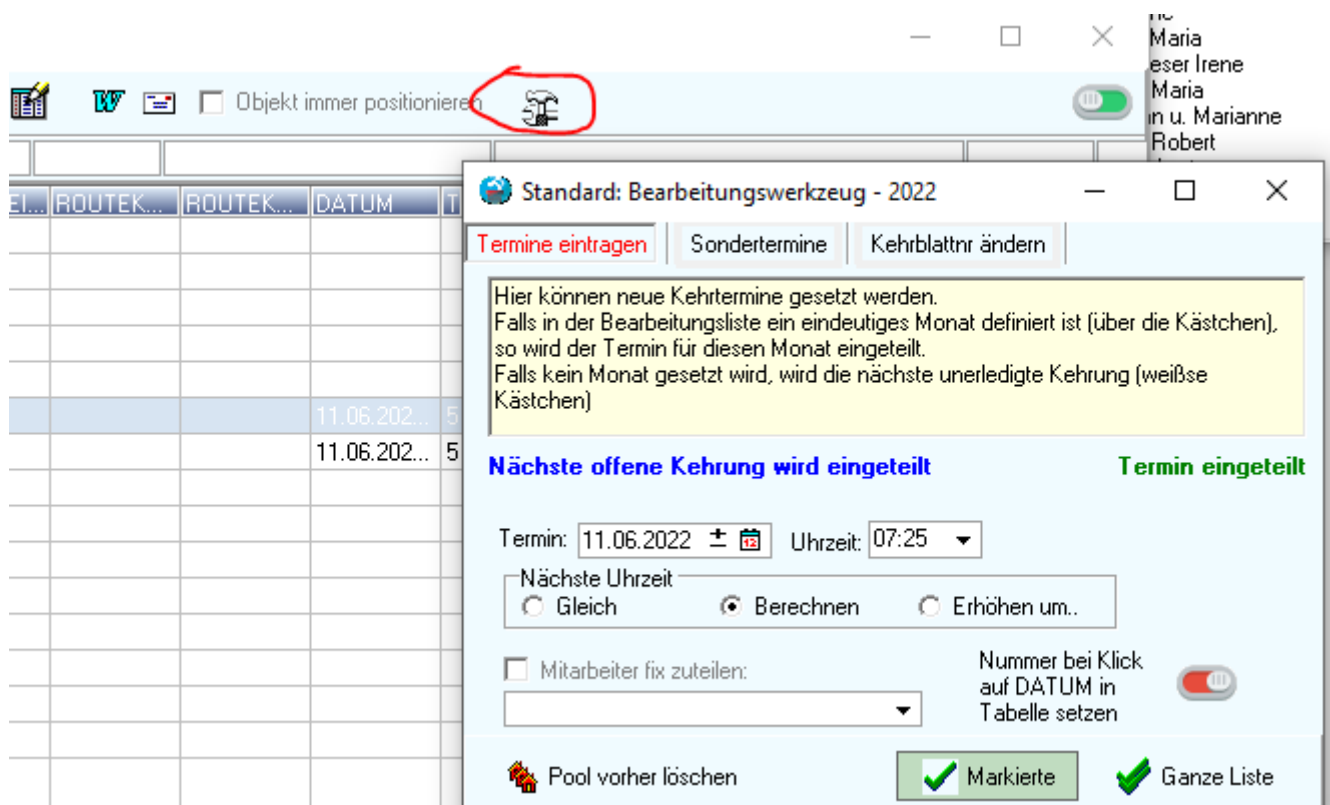 Maria
eser Irene
Maria
n u. Marianne
Robert
W Objekt immer positionieren
EI... ROUTEK... ROUTEK... DATUM T
11.06.202... 5
11.06.202... 5
Standard: Bearbeitungswerkzeug - 2022
Termine eintragen Sondertermine Kehrblattnr ändern
Hier können neue Kehrtermine gesetzt werden.
Falls in der Bearbeitungsliste ein eindeutiges Monat definiert ist (über die Kästchen),
so wird der Termin für diesen Monat eingeteilt.
Falls kein Monat gesetzt wird, wird die nächste unerledigte Kehrung (weißse
Kästchen)
Nächste offene Kehrung wird eingeteilt Termin eingeteilt
Termin: 11.06.2022 12 Uhrzeit: 07:25
Nächste Uhrzeit
Gleich Berechnen Erhöhen um..
Mitarbeiter fix zuteilen:
Nummer bei Klick
auf DATUM in
Tabelle setzen
Pool vorher löschen Markierte Ganze Liste